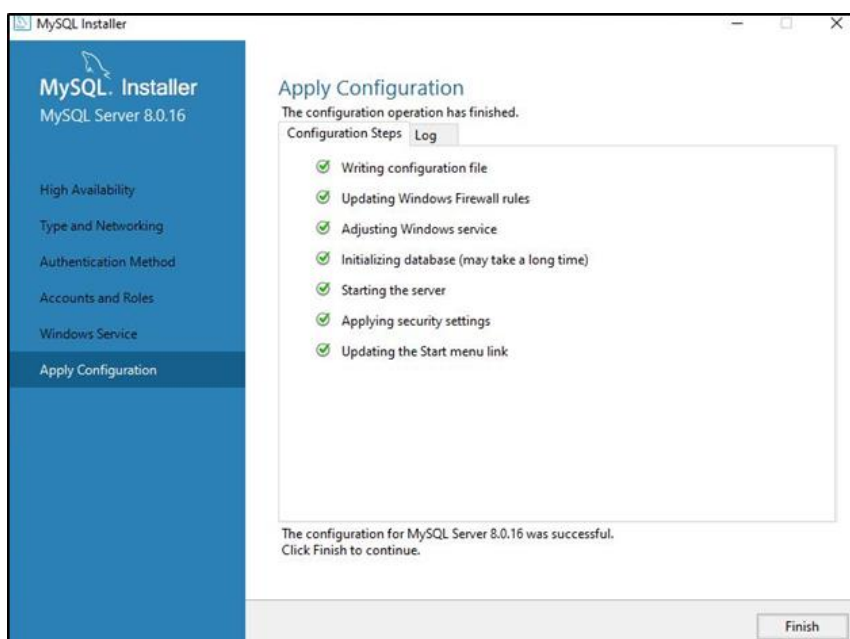 MySQL Installer
MySQL. Installer
MySQL Server 8.0.16
High Availability
Type and Networking
Authentication Method
Accounts and Roles
Windows Service
Apply Configuration
Apply Configuration
The configuration operation has finished.
Configuration Steps Log
Writing configuration file
Updating Windows Firewall rules
Adjusting Windows service
Initializing database (may take a long time)
Starting the server
Applying security settings
Updating the Start menu link
The configuration for MySQL Server 8.0.16 was successful.
Click Finish to continue.
Finish